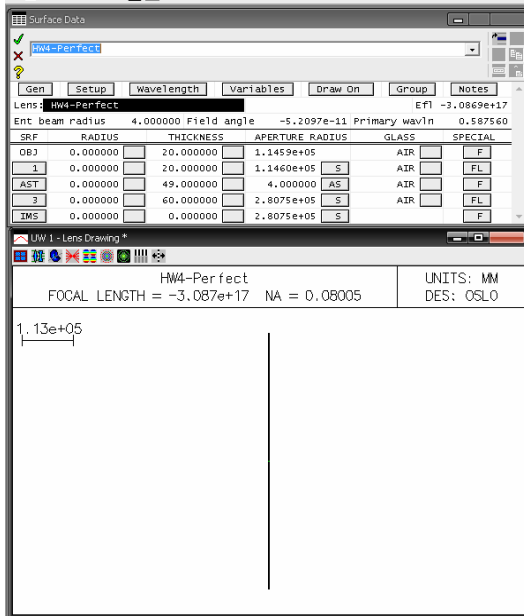 Surface Data
HW4-Perfect
Gen Setup Wavelength Variables Draw On Group Notes
Lens: HW4-Perfect Efl -3.0869e+17
Ent beam radius 4.000000 Field angle -5.2097e-11 Primary wavln 0.587560
SRF RADIUS THICKNESS APERTURE RADIUS GLASS SPECIAL
OBJ 0.000000 20.000000 1.1459e+05 AIR F
1 0.000000 20.000000 1.1460e+05 S AIR FL
AST 0.000000 49.000000 4.000000 AS AIR F
3 0.000000 60.000000 2.8075e+05 S AIR FL
IMS 0.000000 0.000000 2.8075e+05 S F
UW 1 - Lens Drawing *
HW4-Perfect
FOCAL LENGTH = -3.087e+17 NA = 0.08005
UNITS: MM
DES: OSLO
1.13e+05